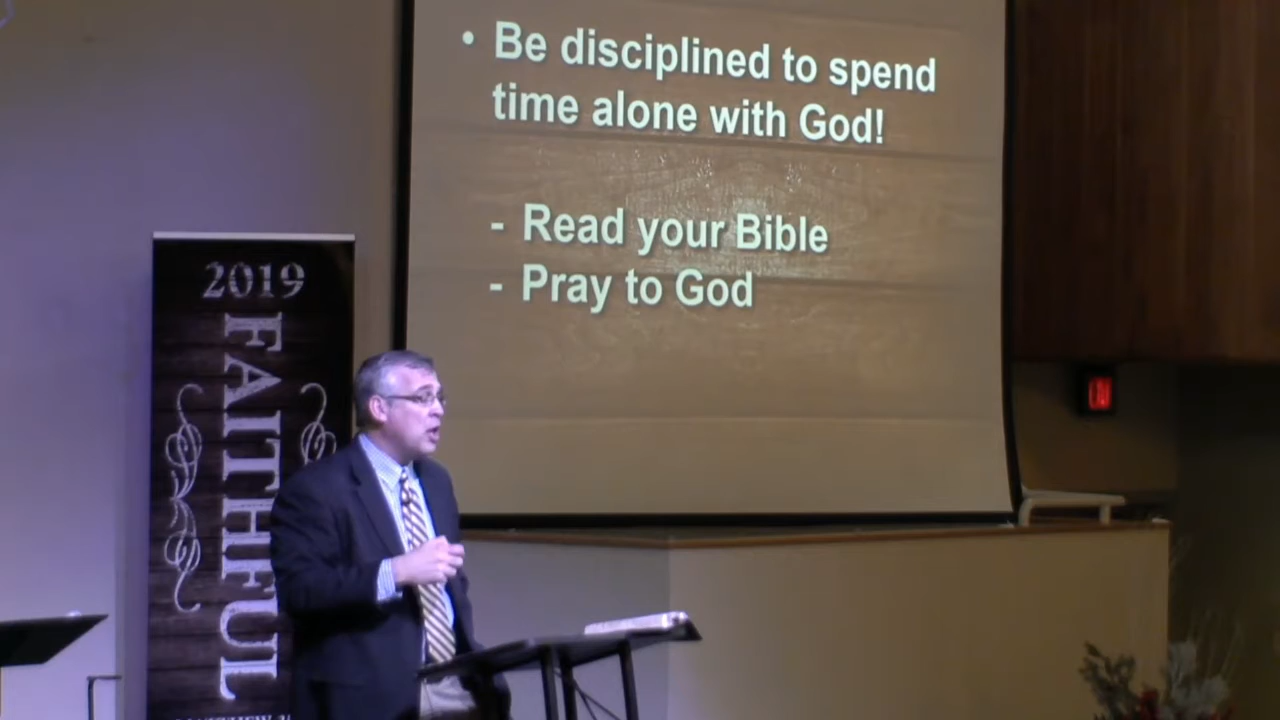 • Be disciplined to spend
time alone with God!
- Read your Bible
- Pray to God
2019
FAITHFUL